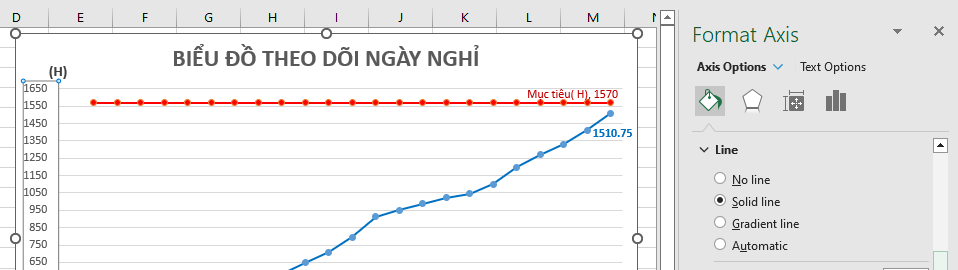 D E F G H I J K L M
BIỂU ĐỒ THEO DÕI NGÀY NGHỈ
(H)
1650
1550
1450
1350
1250
1150
1050
950
850
750
650
Mục tiêu( H), 1570
1510.75
Format Axis
Axis Options Text Options
Line
No line
Solid line
Gradient line
Automatic